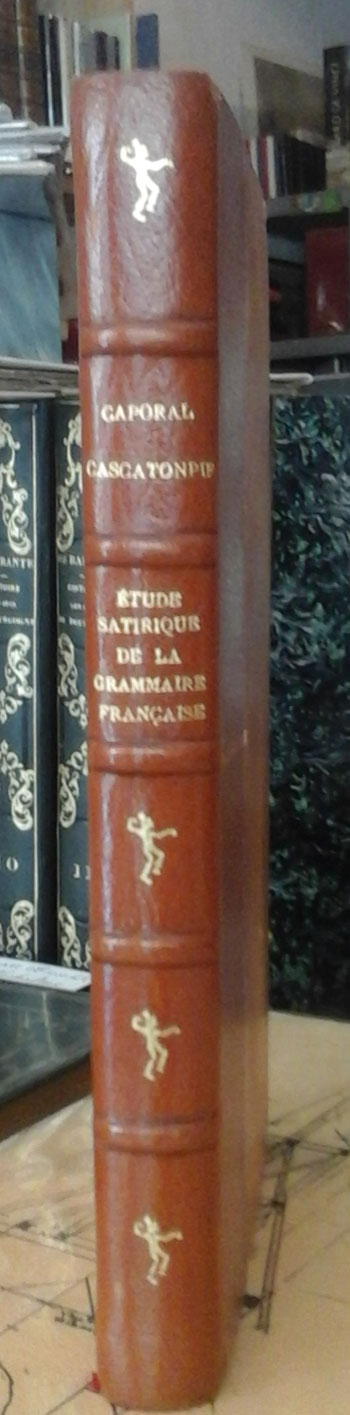 CAPORAL
CASCATONPIF
ÉTUDE
SATIRIQUE
DE LA
GRAMMAIRE
FRANÇAISE